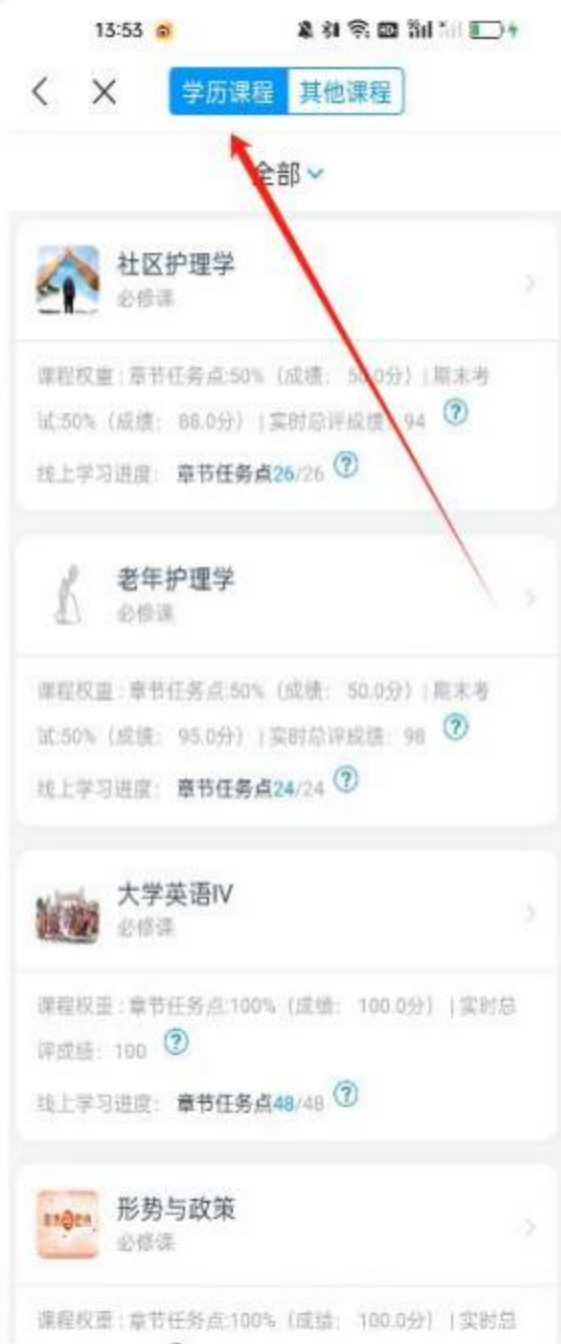 13:53
学历课程 其他课程
全部
社区护理学
必修课
课程权重:章节任务点:50%（成绩： 50.0分）|期末考
试:50%（成绩： 88.0分）|实时总评成绩：94
线上学习进度： 章节任务点26/26
老年护理学
必修课
课程权重:章节任务点:50%（成绩： 50.0分）|期末考
试:50%（成绩： 95.0分）|实时总评成绩：98
线上学习进度： 章节任务点24/24
大学英语IV
必修课
课程权重:章节任务点:100%（成绩： 100.0分）|实时总
评成绩：100
线上学习进度： 章节任务点48/48
形势与政策
必修课
课程权重:章节任务点:100%（成绩： 100.0分）|实时总